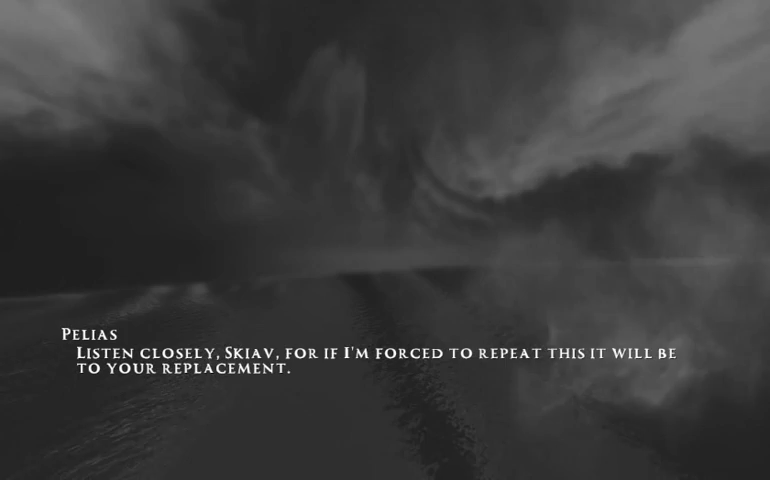 Pelias
Listen closely, Skiav, for if I'm forced to repeat this it will be
to your replacement.